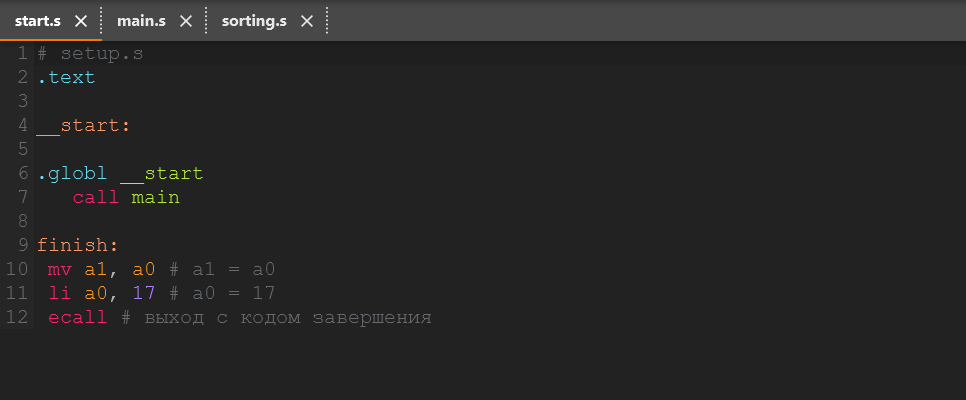 start.s × main.s × sorting.s ×
1 # setup.s
2 .text
3
4 __start:
5
6 .globl __start
7 call main
8
9 finish:
10 mv a1, a0 # a1 = a0
11 li a0, 17 # a0 = 17
12 ecall # выход с кодом завершения